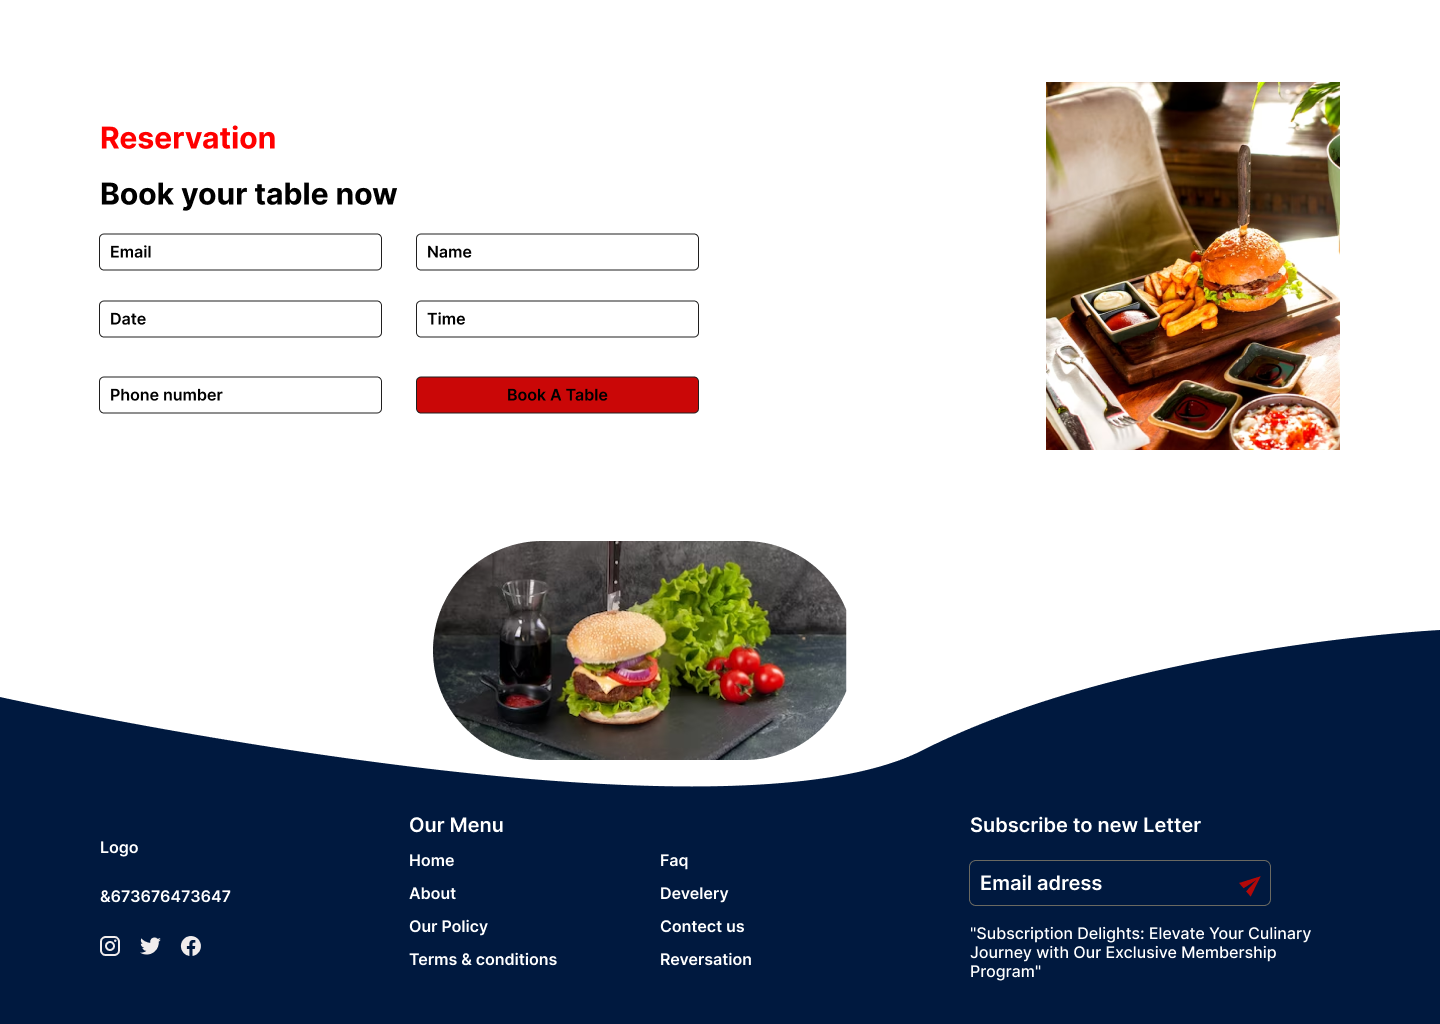 Reservation
Book your table now
Email
Name
Date
Time
Phone number
Book A Table
Logo
&673676473647
Our Menu
Home
About
Our Policy
Terms & conditions
Faq
Develery
Contect us
Reversation
Subscribe to new Letter
Email adress
"Subscription Delights: Elevate Your Culinary
Journey with Our Exclusive Membership
Program"